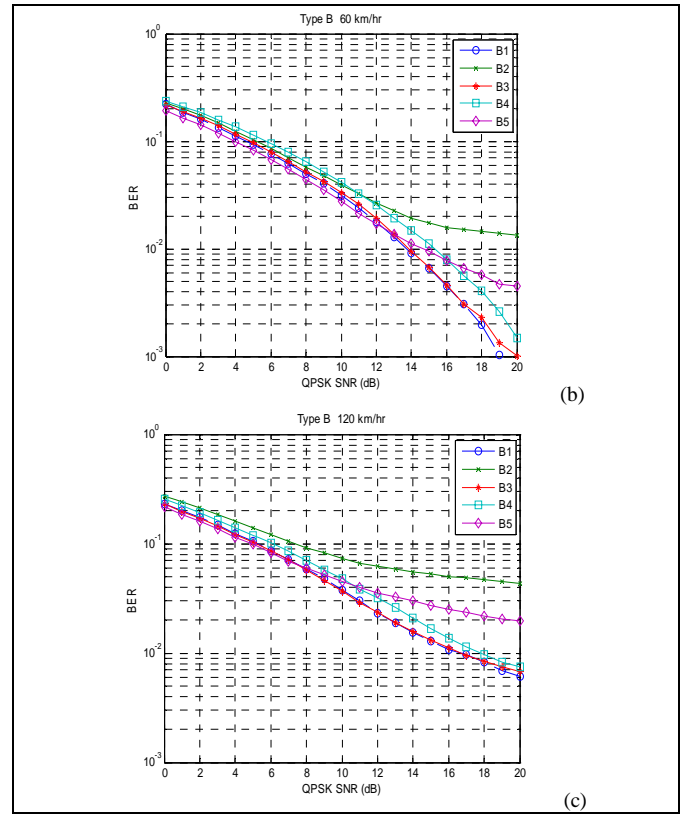 Type B 60 km/hr
10^0
B1
B2
B3
B4
B5
10^-1
BER
10^-2
10^-3
0 2 4 6 8 10 12 14 16 18 20
QPSK SNR (dB)
(b)
Type B 120 km/hr
10^0
B1
B2
B3
B4
B5
10^-1
BER
10^-2
10^-3
0 2 4 6 8 10 12 14 16 18 20
QPSK SNR (dB)
(c)